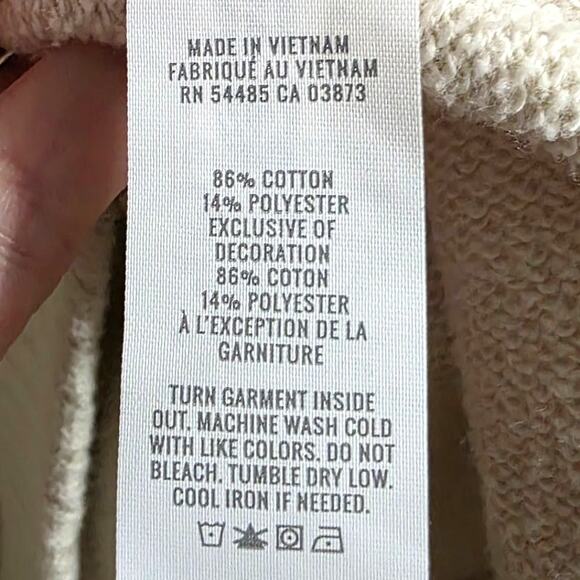 MADE IN VIETNAM
FABRIQUÉ AU VIETNAM
RN 54485 CA 03873
86% COTTON
14% POLYESTER
EXCLUSIVE OF
DECORATION
86% COTON
14% POLYESTER
À L'EXCEPTION DE LA
GARNITURE
TURN GARMENT INSIDE
OUT. MACHINE WASH COLD
WITH LIKE COLORS. DO NOT
BLEACH. TUMBLE DRY LOW.
COOL IRON IF NEEDED.